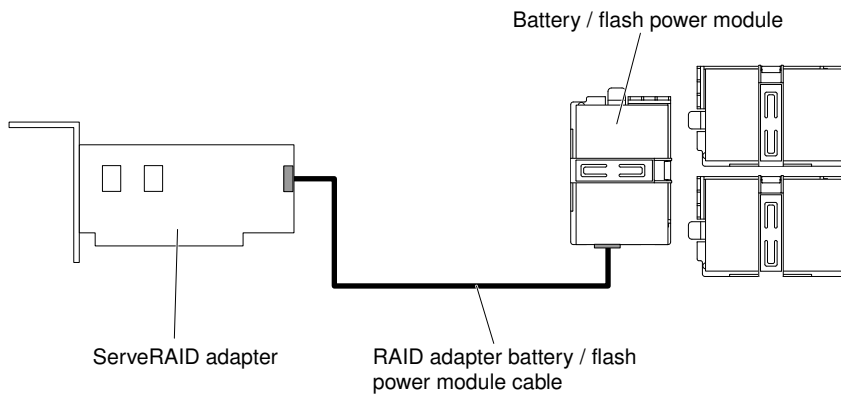 Battery / flash power module
ServeRAID adapter
RAID adapter battery / flash
power module cable